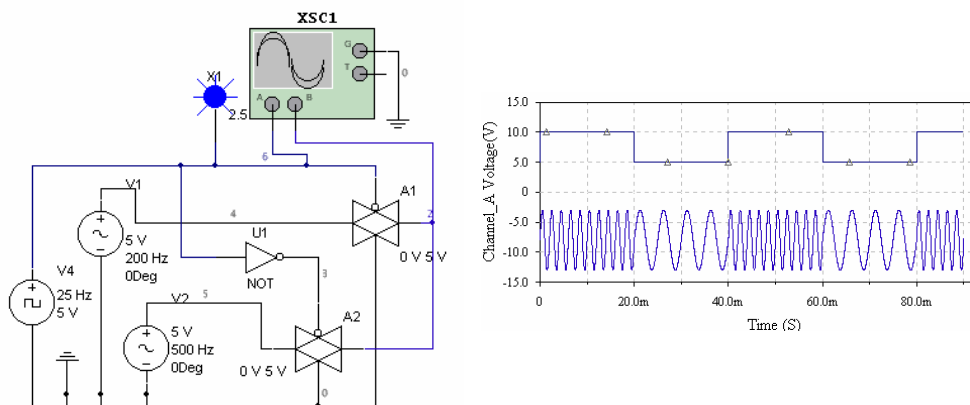 XSC1
G
T
0
A
B
X1
2.5
6
V1
4
A1
2
5 V
200 Hz
0Deg
U1
NOT
3
0 V 5 V
V4
25 Hz
5 V
V2
5
A2
5 V
500 Hz
0Deg
0 V 5 V
0
15.0
10.0
5.0
0
-5.0
-10.0
-15.0
Channel_A Voltage(V)
0
20.0m
40.0m
60.0m
80.0m
Time (S)